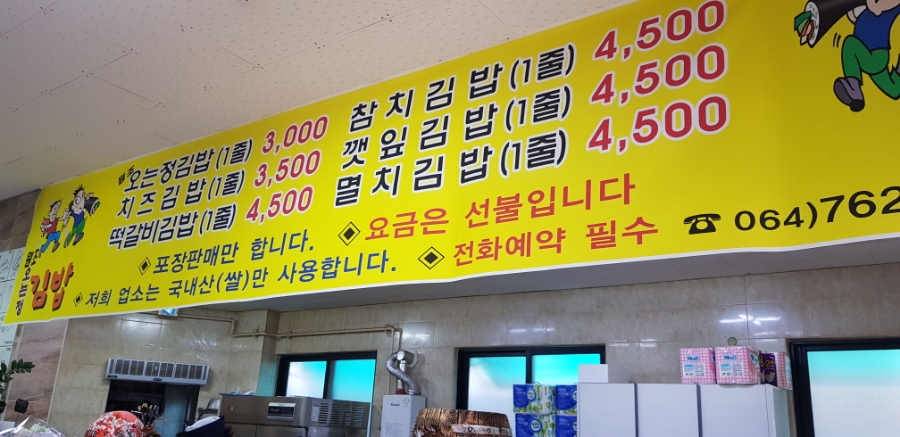 오는정김밥(1줄) 3,000
치즈김밥(1줄) 3,500
떡갈비김밥(1줄) 4,500
참치김밥(1줄) 4,500
깻잎김밥(1줄) 4,500
멸치김밥(1줄) 4,500
◈ 포장판매만 합니다.
◈ 요금은 선불입니다
◈ 저희 업소는 국내산(쌀)만 사용합니다.
◈ 전화예약 필수
☎ 064)762
오는정
김밥